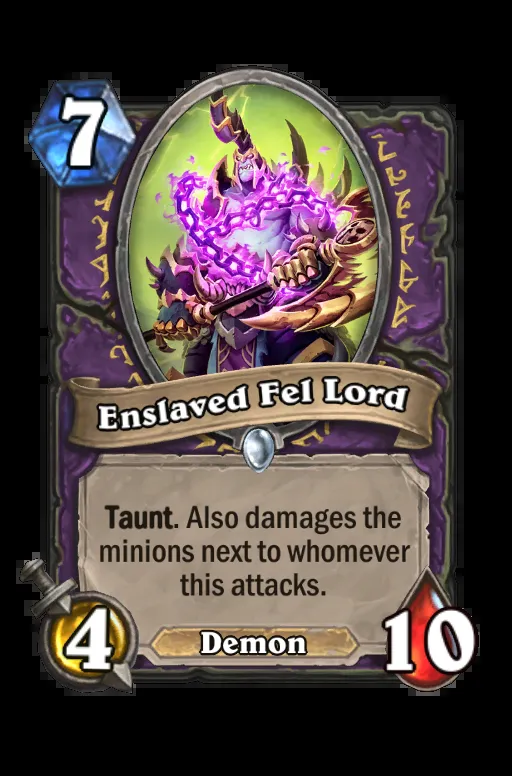 7
Enslaved Fel Lord
Taunt. Also damages the
minions next to whomever
this attacks.
4
Demon
10